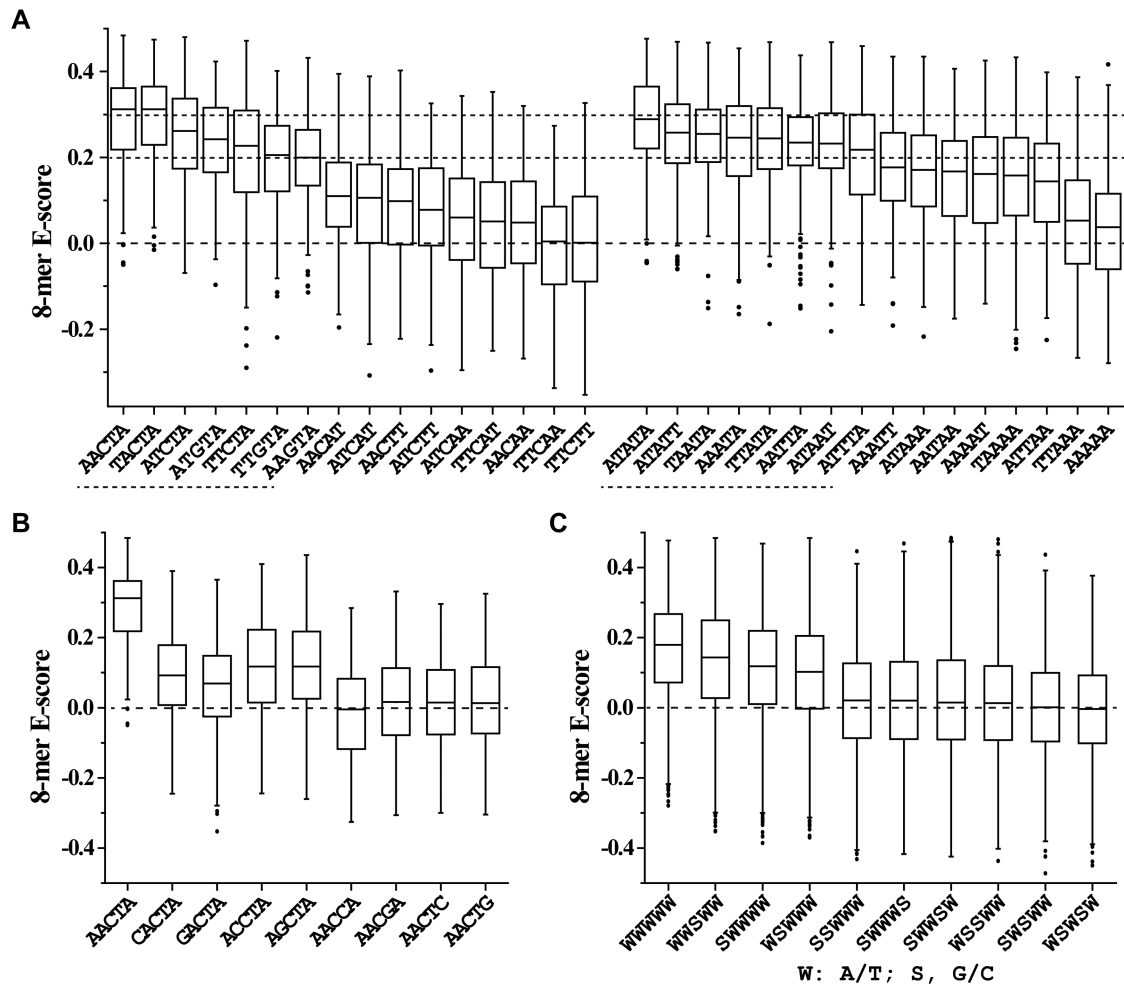 A
8-mer E-score
0.4
0.2
0.0
-0.2
AACTA TACTA ATCTA ATGTA TTCTA TTGTA AAGTA AACAT ATCAT AACTT ATCTT ATCAA TTCAT AACAA TTCAA TTCTT
ATATA ATATT TAATA AAATA TTATA AATTA ATAAT ATTTA AAATT ATAAA AATAA AAAAT TAAAA ATTAA TTAAA AAAAA
B
8-mer E-score
0.4
0.2
0.0
-0.2
-0.4
AACTA CACTA GACTA ACCTA AGCTA AACCA AACGA AACTC AACTG
C
8-mer E-score
0.4
0.2
0.0
-0.2
-0.4
WWWWW WWSWW SWWWW WSWWW SSWWW SWWWS SWWSW WSSWW SWSWW WSWSW
W: A/T; S, G/C